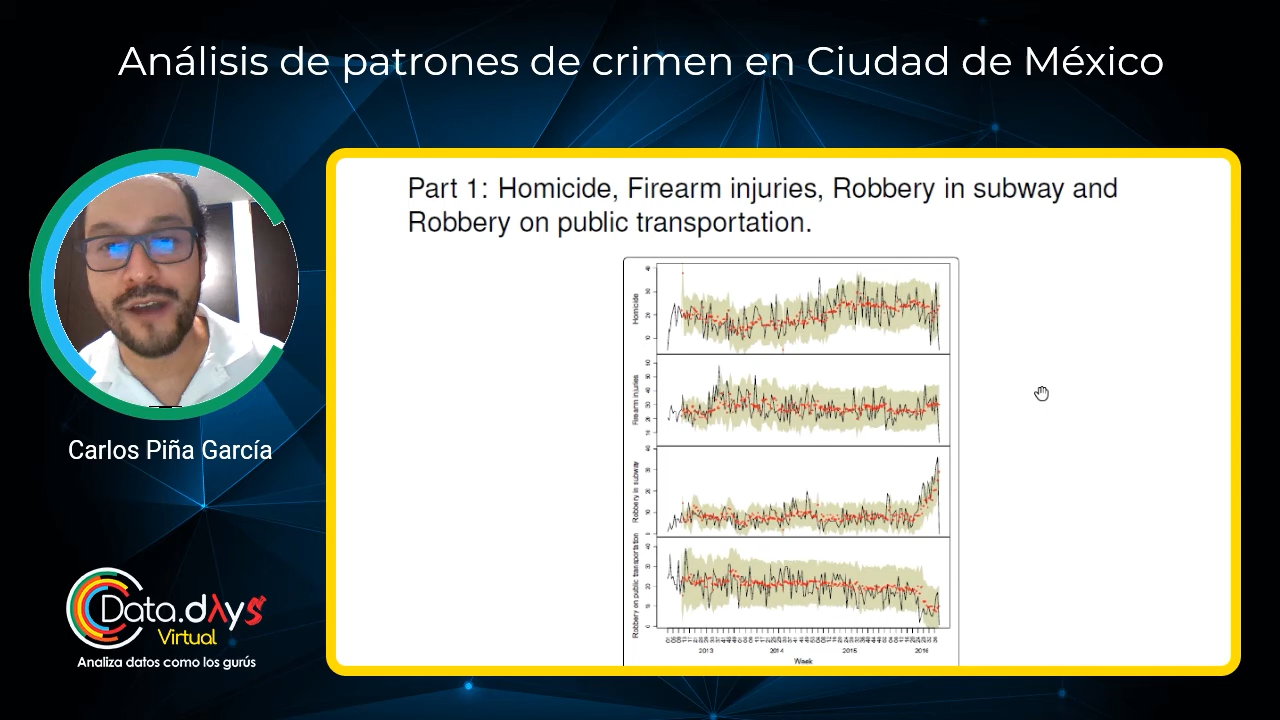 Análisis de patrones de crimen en Ciudad de México
Part 1: Homicide, Firearm injuries, Robbery in subway and
Robbery on public transportation.
Homicide
Firearm injuries
Robbery in subway
Robbery on public transportation
2013 2014 2015 2016
Week
Carlos Piña García
Data.dλys
Virtual
Analiza datos como los gurús